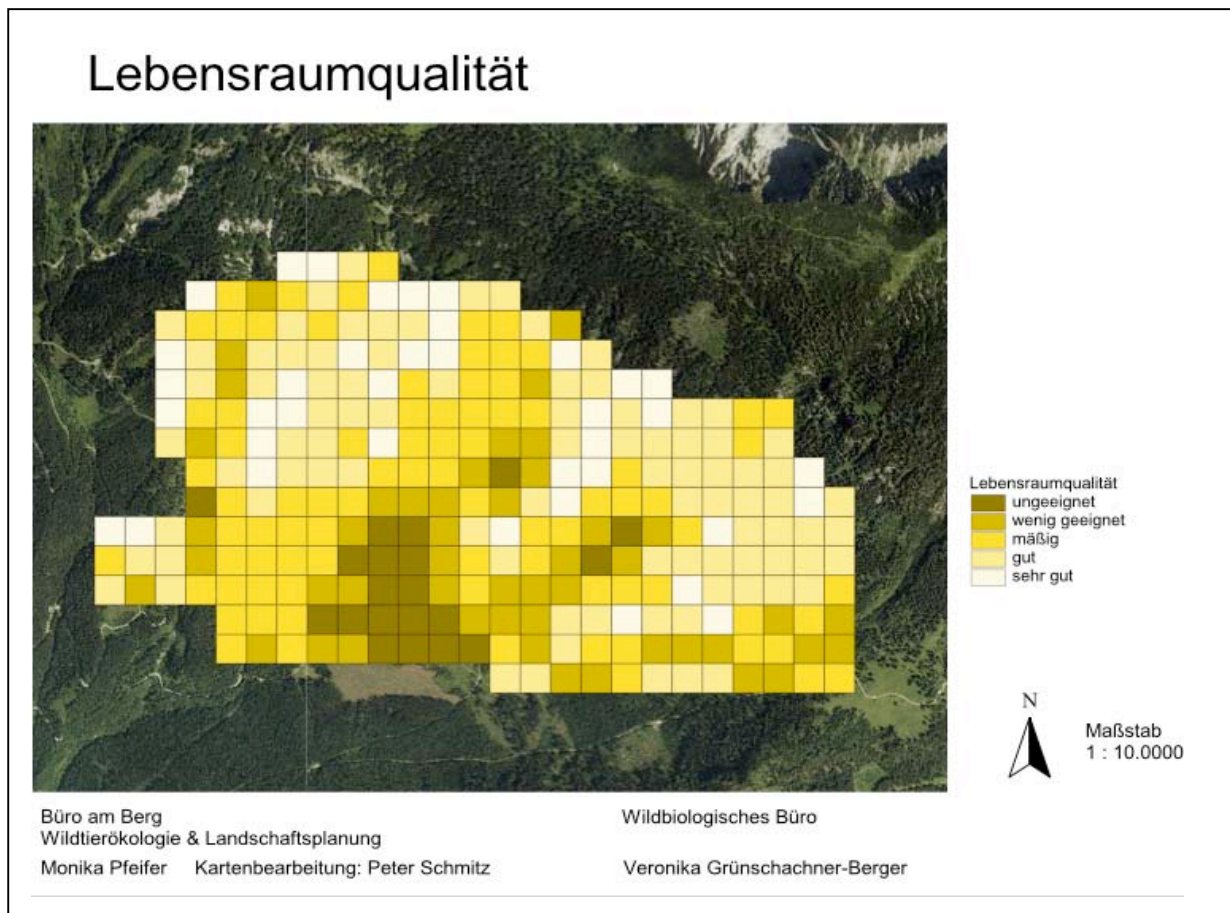 Lebensraumqualität
Lebensraumqualität
ungeeignet
wenig geeignet
mäßig
gut
sehr gut
N
Maßstab
1 : 10.0000
Büro am Berg
Wildtierökologie & Landschaftsplanung
Monika Pfeifer Kartenbearbeitung: Peter Schmitz
Wildbiologisches Büro
Veronika Grünschachner-Berger